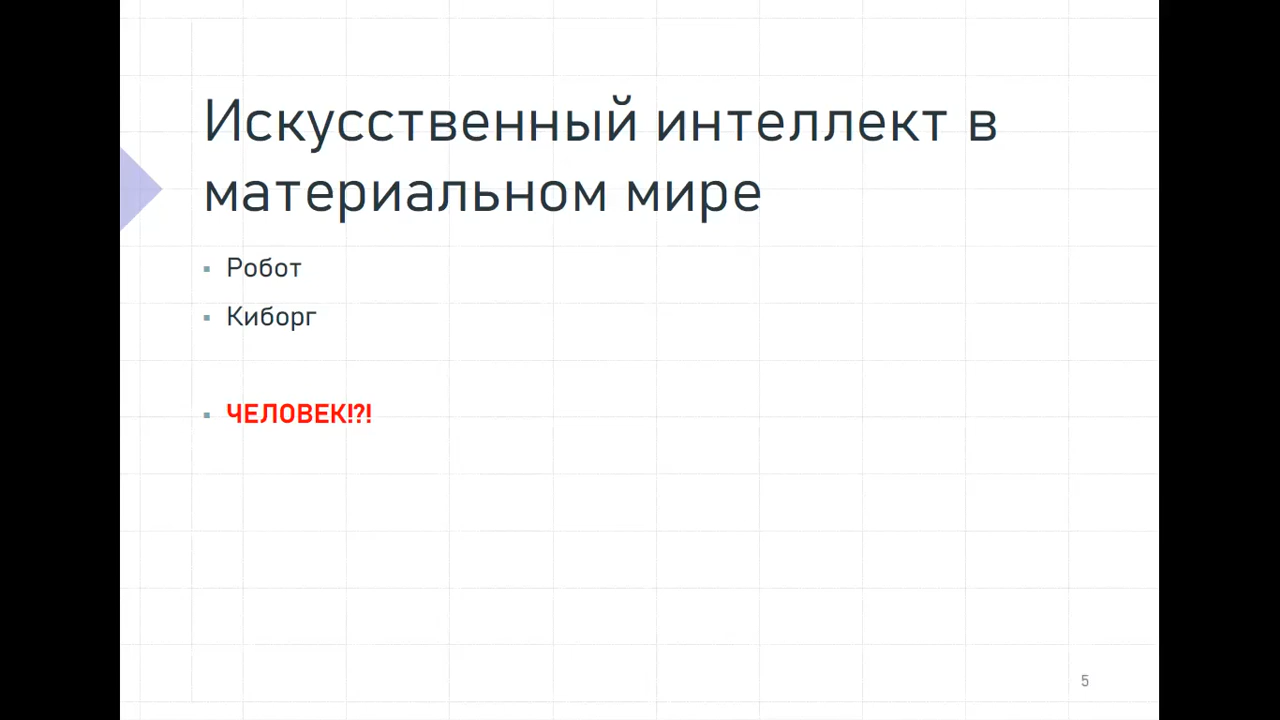 Искусственный интеллект в
материальном мире
▪ Робот
▪ Киборг
▪ ЧЕЛОВЕК!?!
5